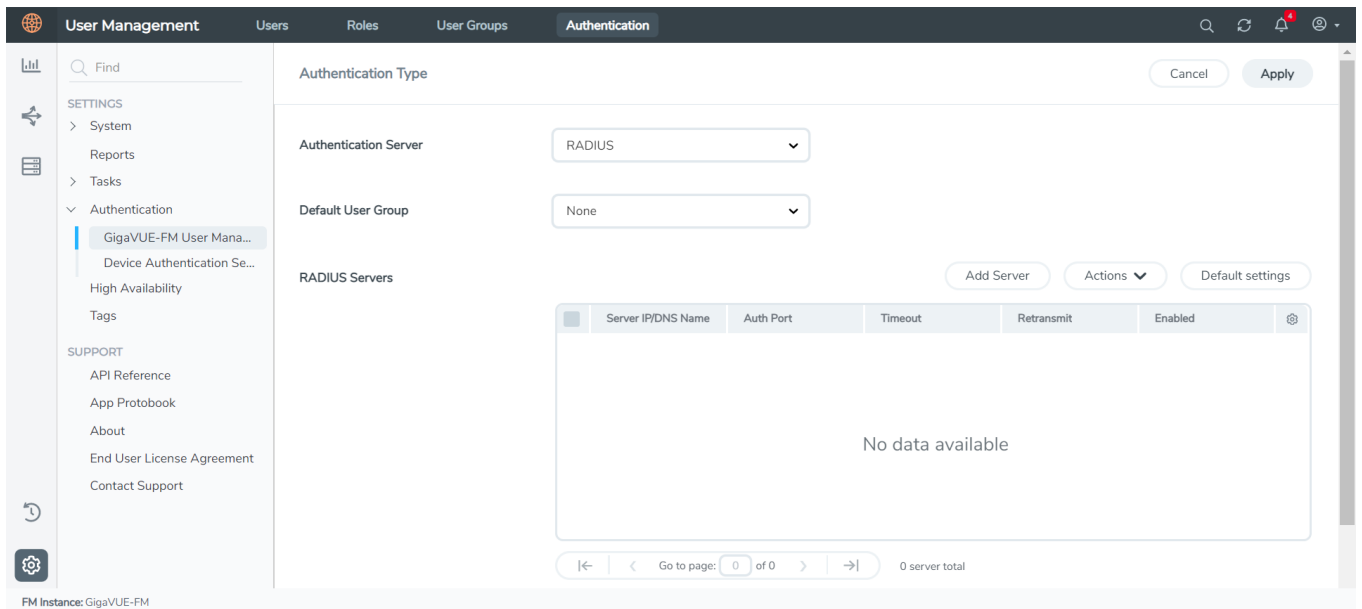 User Management
Users
Roles
User Groups
Authentication
4
Find
SETTINGS
System
Reports
Tasks
Authentication
GigaVUE-FM User Mana...
Device Authentication Se...
High Availability
Tags
SUPPORT
API Reference
App Protobook
About
End User License Agreement
Contact Support
Authentication Type
Cancel
Apply
Authentication Server
RADIUS
Default User Group
None
RADIUS Servers
Add Server
Actions
Default settings
Server IP/DNS Name
Auth Port
Timeout
Retransmit
Enabled
No data available
Go to page: 0 of 0
0 server total
FM Instance: GigaVUE-FM